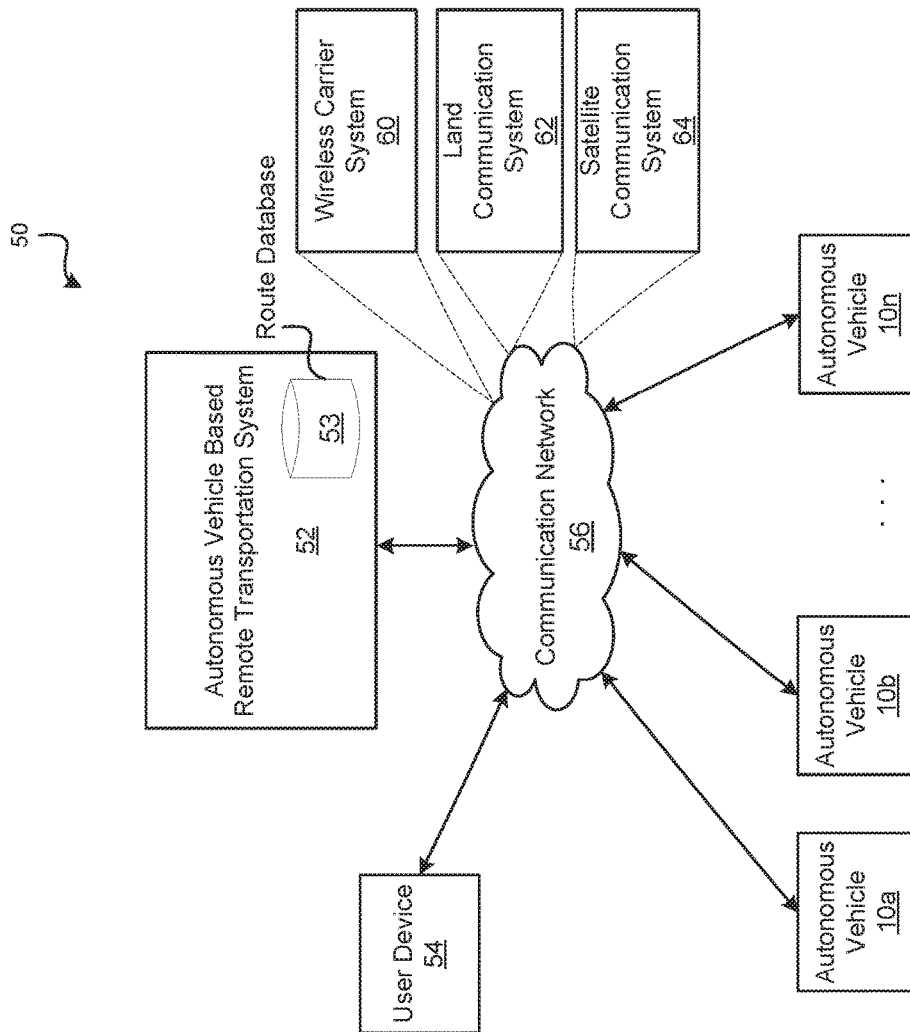 50
Autonomous Vehicle Based
Remote Transportation System
52
53
Route Database
User Device
54
Communication Network
56
Wireless Carrier
System
60
Land
Communication
System
62
Satellite
Communication
System
64
Autonomous
Vehicle
10a
Autonomous
Vehicle
10b
. . .
Autonomous
Vehicle
10n